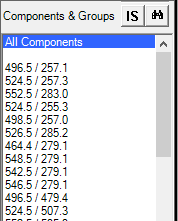 Components & Groups IS
All Components
496.5 / 257.1
524.5 / 257.3
552.5 / 283.0
524.5 / 255.3
498.5 / 257.0
526.5 / 285.2
464.4 / 279.1
548.5 / 279.1
542.5 / 279.1
546.5 / 279.1
496.5 / 479.4
524.5 / 507.3